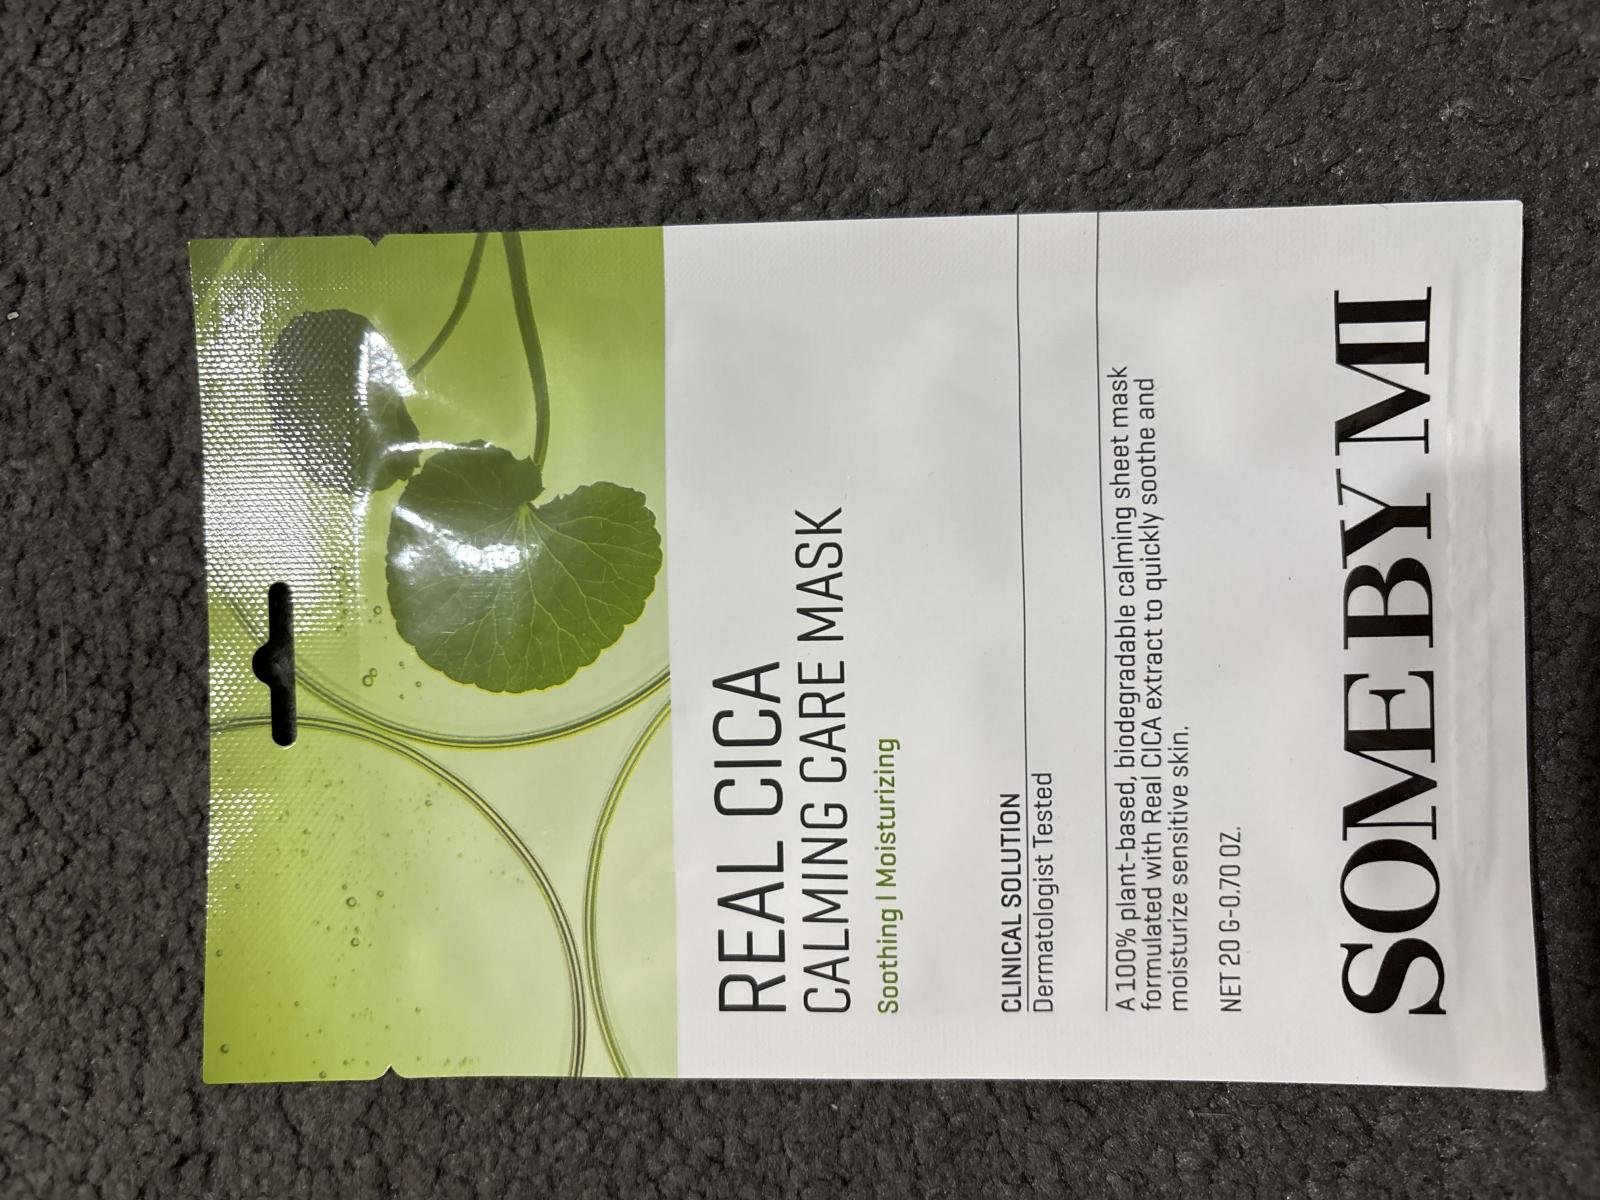 REAL CICA
CALMING CARE MASK
Soothing | Moisturizing
CLINICAL SOLUTION
Dermatologist Tested
A 100% plant-based, biodegradable calming sheet mask
formulated with Real CICA extract to quickly soothe and
moisturize sensitive skin.
NET 20 G-0.70 OZ.
SOME BY MI